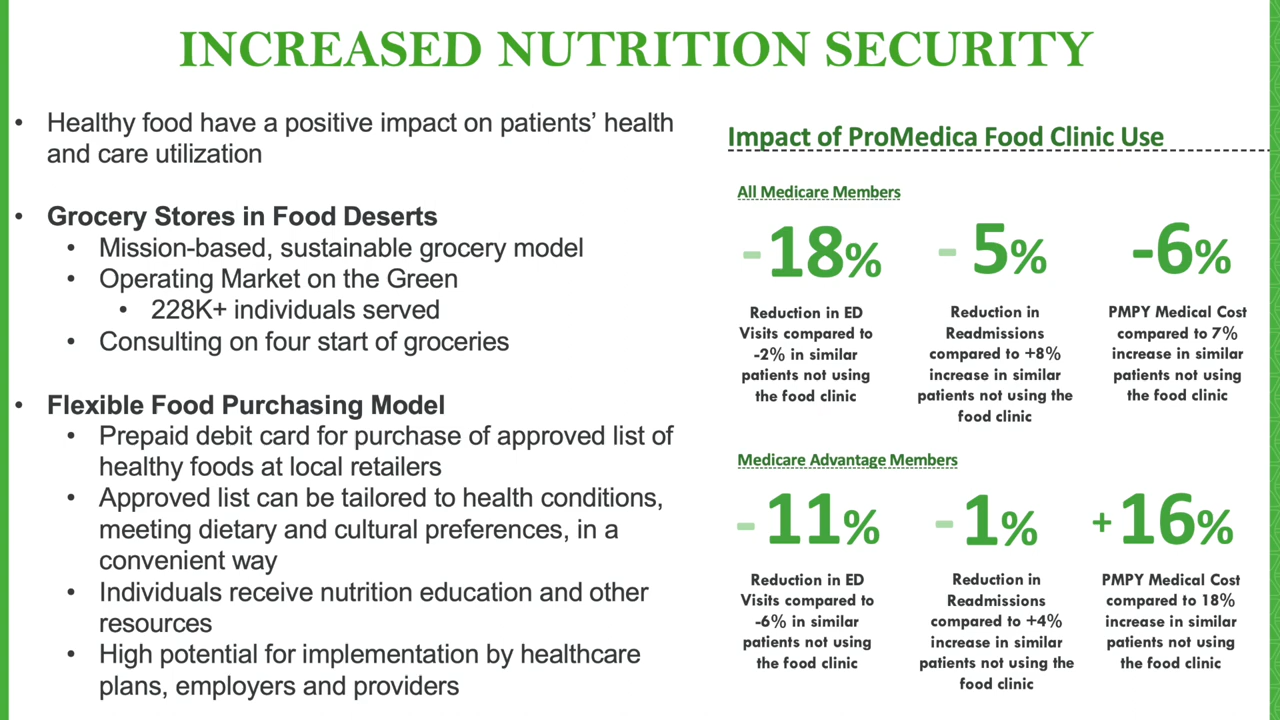 INCREASED NUTRITION SECURITY
• Healthy food have a positive impact on patients’ health
and care utilization
• Grocery Stores in Food Deserts
• Mission-based, sustainable grocery model
• Operating Market on the Green
• 228K+ individuals served
• Consulting on four start of groceries
• Flexible Food Purchasing Model
• Prepaid debit card for purchase of approved list of
healthy foods at local retailers
• Approved list can be tailored to health conditions,
meeting dietary and cultural preferences, in a
convenient way
• Individuals receive nutrition education and other
resources
• High potential for implementation by healthcare
plans, employers and providers
Impact of ProMedica Food Clinic Use
All Medicare Members
-18%
Reduction in ED
Visits compared to
-2% in similar
patients not using
the food clinic
- 5%
Reduction in
Readmissions
compared to +8%
increase in similar
patients not using the
food clinic
-6%
PMPY Medical Cost
compared to 7%
increase in similar
patients not using
the food clinic
Medicare Advantage Members
- 11%
Reduction in ED
Visits compared to
-6% in similar
patients not using
the food clinic
- 1%
Reduction in
Readmissions
compared to +4%
increase in similar
patients not using the
food clinic
+16%
PMPY Medical Cost
compared to 18%
increase in similar
patients not using
the food clinic